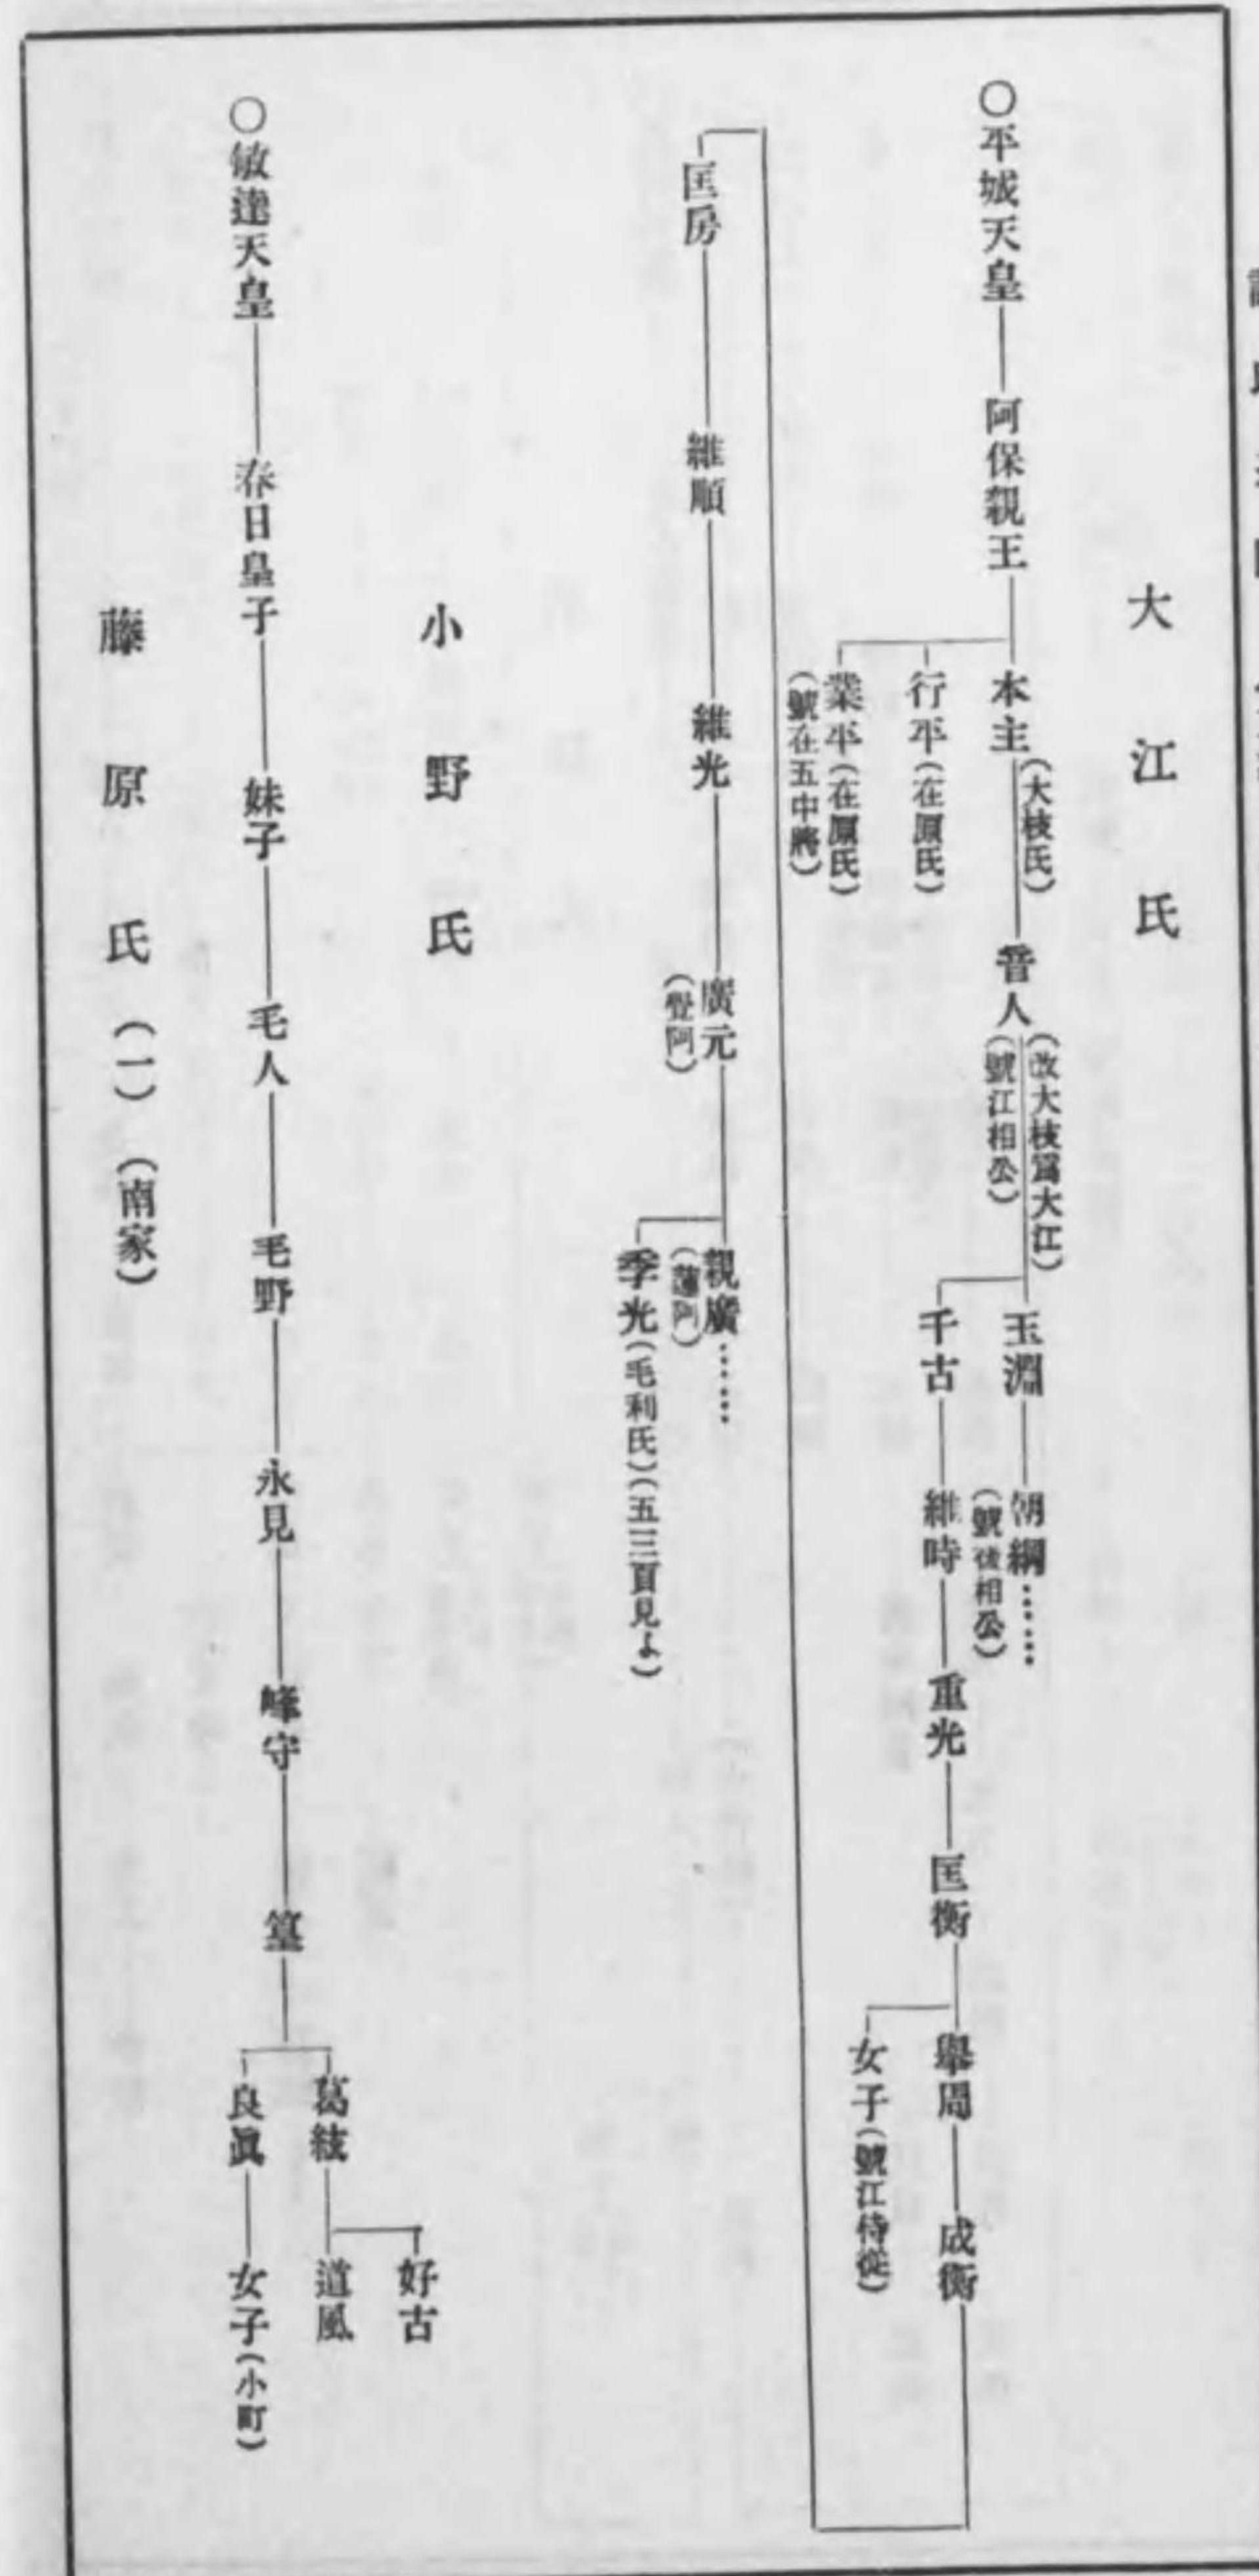 大江氏
〇平城天皇―阿保親王―本主(大枝氏)―音人(改大枝爲大江)(號江相公)―玉淵―朝綱……(號後相公)
千古―維時―重光―匡衡―擧周―成衡
女子(號江侍從)
行平(在原氏)
業平(在原氏)(號在五中將)
匡房―維順―維光―廣元(覺阿)―親廣……(蓮阿)
季光(毛利氏)(五三頁見よ)
小野氏
〇敏達天皇―春日皇子―妹子―毛人―毛野―永見―峰守―篁―葛絃―好古
道風
良眞―女子(小町)
藤原氏(一)(南家)